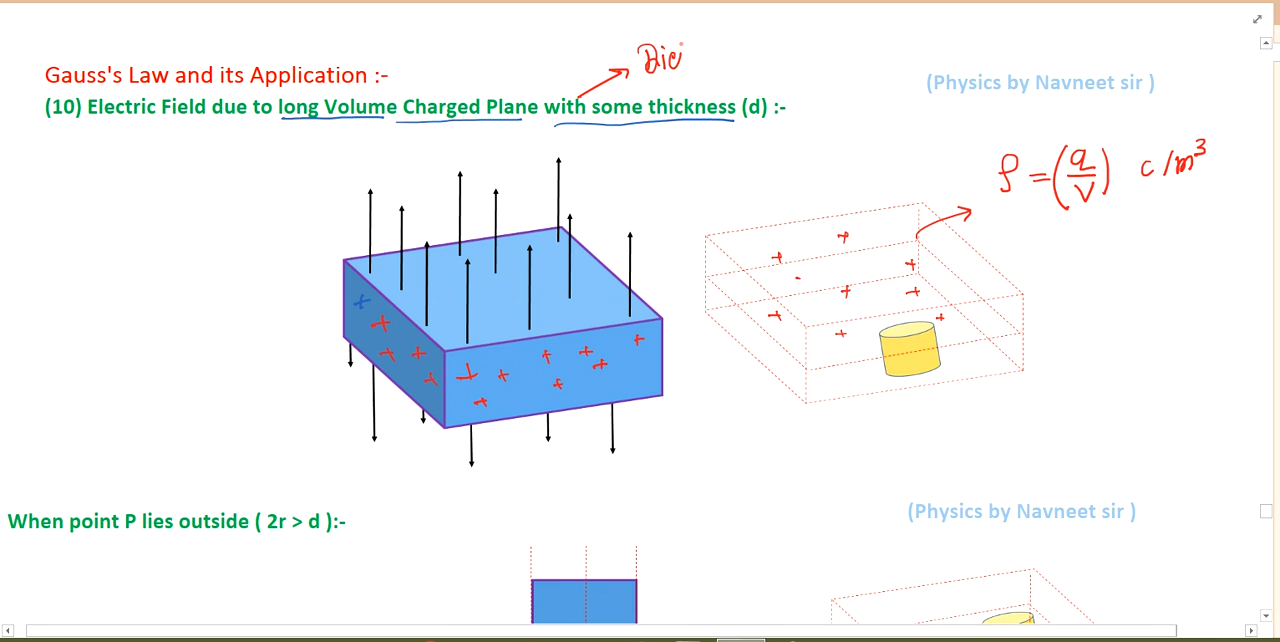 Die
Gauss's Law and its Application :-
(Physics by Navneet sir )
(10) Electric Field due to long Volume Charged Plane with some thickness (d) :-
ρ = (q/V) c/m³
When point P lies outside ( 2r > d ):-
(Physics by Navneet sir )